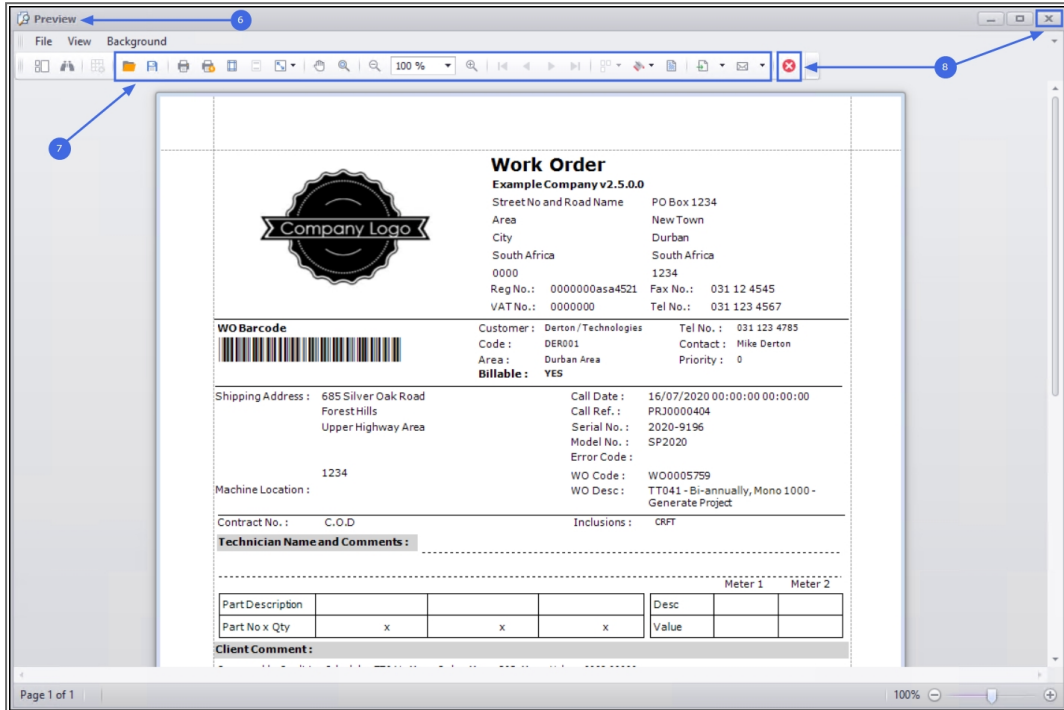 Preview
6
File View Background
100 %
8
7
Work Order
Example Company v2.5.0.0
Street No and Road Name PO Box 1234
Area New Town
City Durban
South Africa South Africa
0000 1234
Reg No.: 0000000asa4521 Fax No.: 031 12 4545
VAT No.: 0000000 Tel No.: 031 123 4567
Company Logo
WO Barcode
Customer : Derton / Technologies Tel No. : 031 123 4785
Code : DER001 Contact : Mike Derton
Area : Durban Area Priority : 0
Billable : YES
Shipping Address : 685 Silver Oak Road Call Date : 16/07/2020 00:00:00 00:00:00
Forest Hills Call Ref. : PRJ0000404
Upper Highway Area Serial No. : 2020-9196
Model No. : SP2020
Error Code :
1234 WO Code : WO0005759
Machine Location : WO Desc : TT041 - Bi-annually, Mono 1000 -
Generate Project
Contract No. : C.O.D Inclusions : CRFT
Technician Name and Comments :
Meter 1 Meter 2
Part Description Desc
Part No x Qty x x x Value
Client Comment :
Page 1 of 1 100%